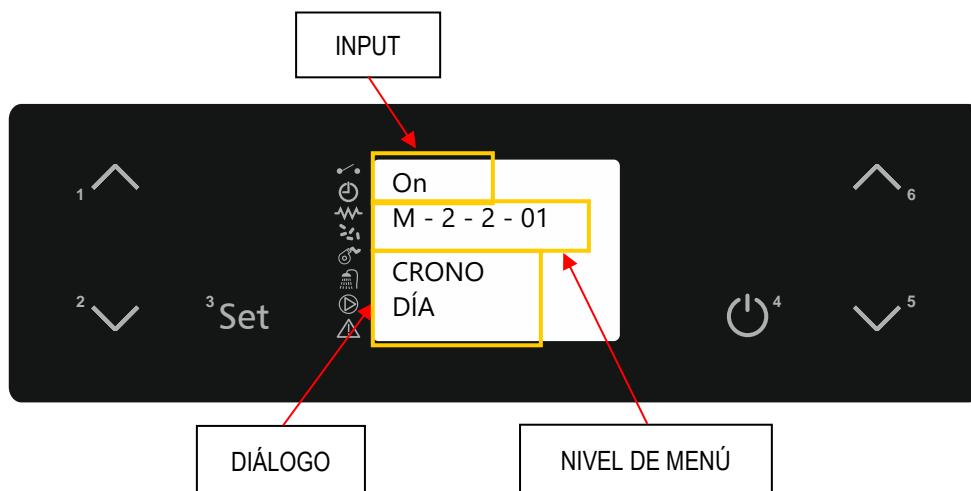 INPUT
On
M - 2 - 2 - 01
CRONO
DÍA
1
6
2
3 Set
4
5
DIÁLOGO
NIVEL DE MENÚ